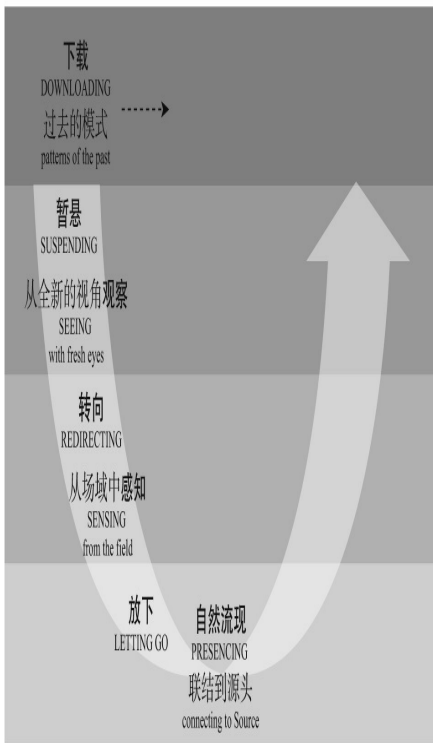 下载
DOWNLOADING
过去的模式
patterns of the past
暂悬
SUSPENDING
从全新的视角观察
SEEING
with fresh eyes
转向
REDIRECTING
从场域中感知
SENSING
from the field
放下
LETTING GO
自然流现
PRESENCING
联结到源头
connecting to Source